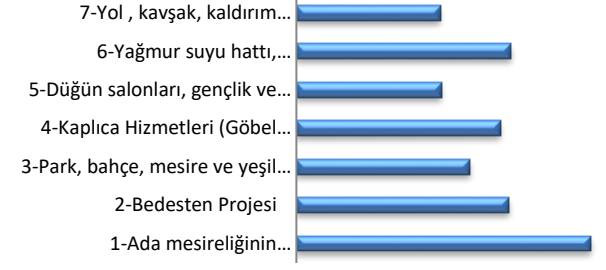 7-Yol , kavşak, kaldırım...
6-Yağmur suyu hattı,...
5-Düğün salonları, gençlik ve...
4-Kaplıca Hizmetleri (Göbel...
3-Park, bahçe, mesire ve yeşil...
2-Bedesten Projesi
1-Ada mesireliğinin...